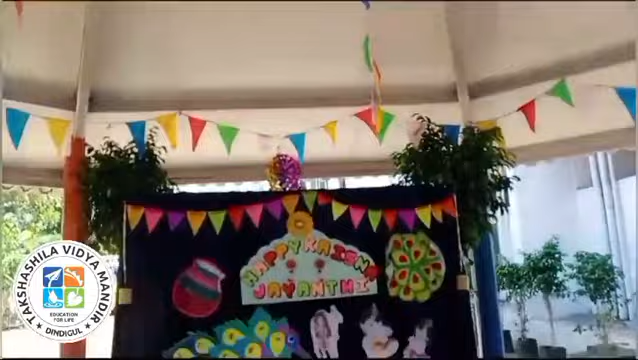 HAPPY KRISHNA
JAYANTHI
TAKSHASHILA VIDYA MANDIR
EDUCATION
FOR LIFE
★ DINDIGUL ★